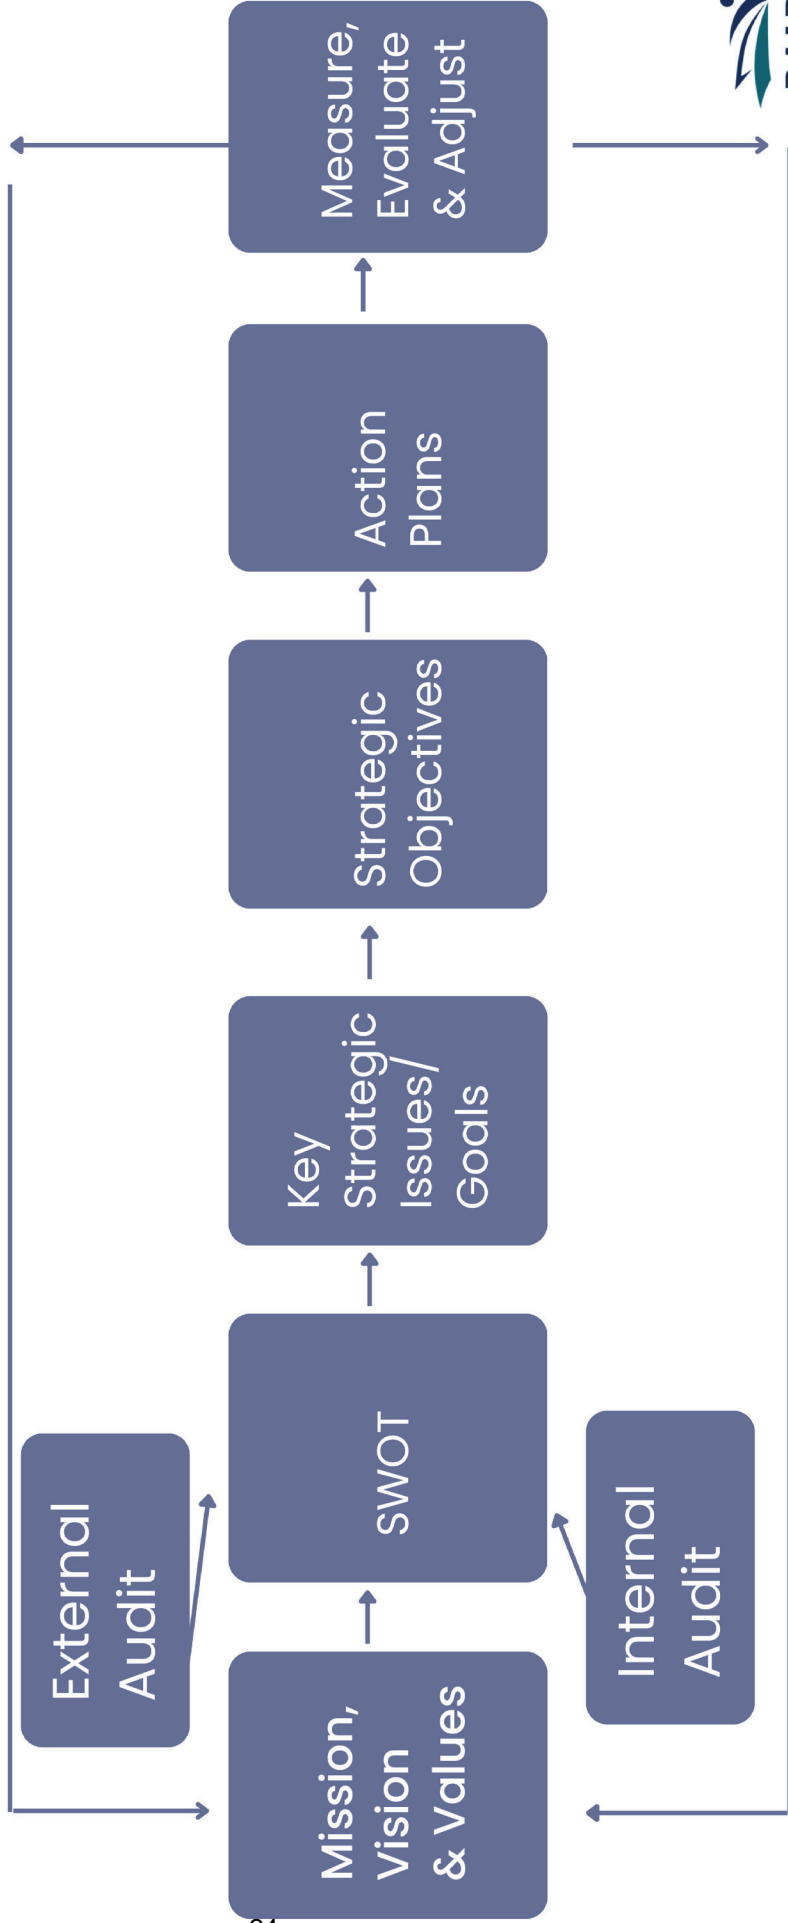 Mission,
Vision
& Values
External
Audit
Internal
Audit
SWOT
Key
Strategic
Issues/
Goals
Strategic
Objectives
Action
Plans
Measure,
Evaluate
& Adjust